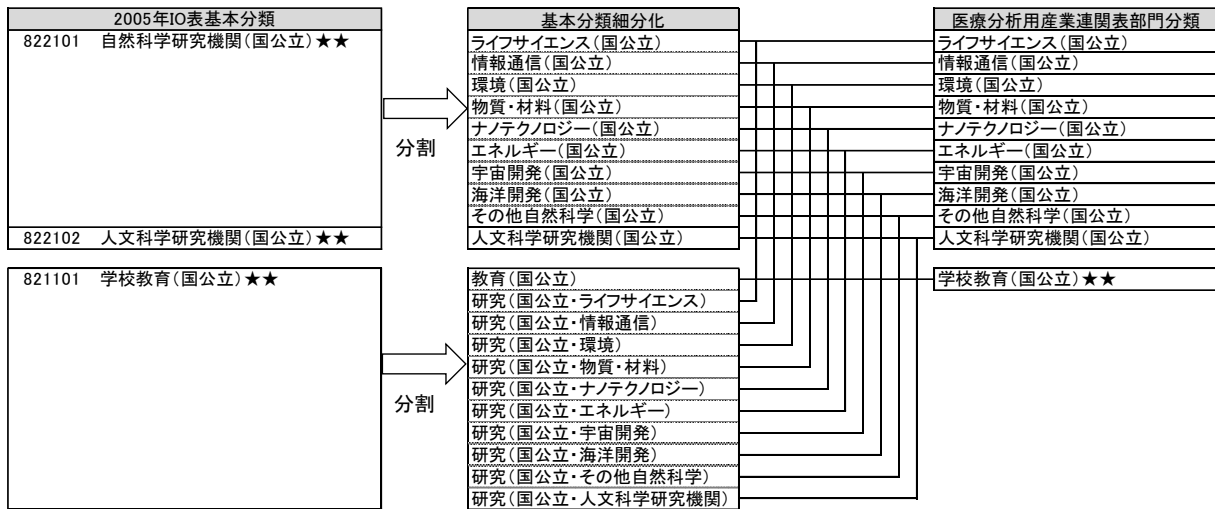 2005年IO表基本分類
822101 自然科学研究機関(国公立)★★
822102 人文科学研究機関(国公立)★★
821101 学校教育(国公立)★★
分割
分割
基本分類細分化
ライフサイエンス(国公立)
情報通信(国公立)
環境(国公立)
物質・材料(国公立)
ナノテクノロジー(国公立)
エネルギー(国公立)
宇宙開発(国公立)
海洋開発(国公立)
その他自然科学(国公立)
人文科学研究機関(国公立)
教育(国公立)
研究(国公立・ライフサイエンス)
研究(国公立・情報通信)
研究(国公立・環境)
研究(国公立・物質・材料)
研究(国公立・ナノテクノロジー)
研究(国公立・エネルギー)
研究(国公立・宇宙開発)
研究(国公立・海洋開発)
研究(国公立・その他自然科学)
研究(国公立・人文科学研究機関)
医療分析用産業連関表部門分類
ライフサイエンス(国公立)
情報通信(国公立)
環境(国公立)
物質・材料(国公立)
ナノテクノロジー(国公立)
エネルギー(国公立)
宇宙開発(国公立)
海洋開発(国公立)
その他自然科学(国公立)
人文科学研究機関(国公立)
学校教育(国公立)★★